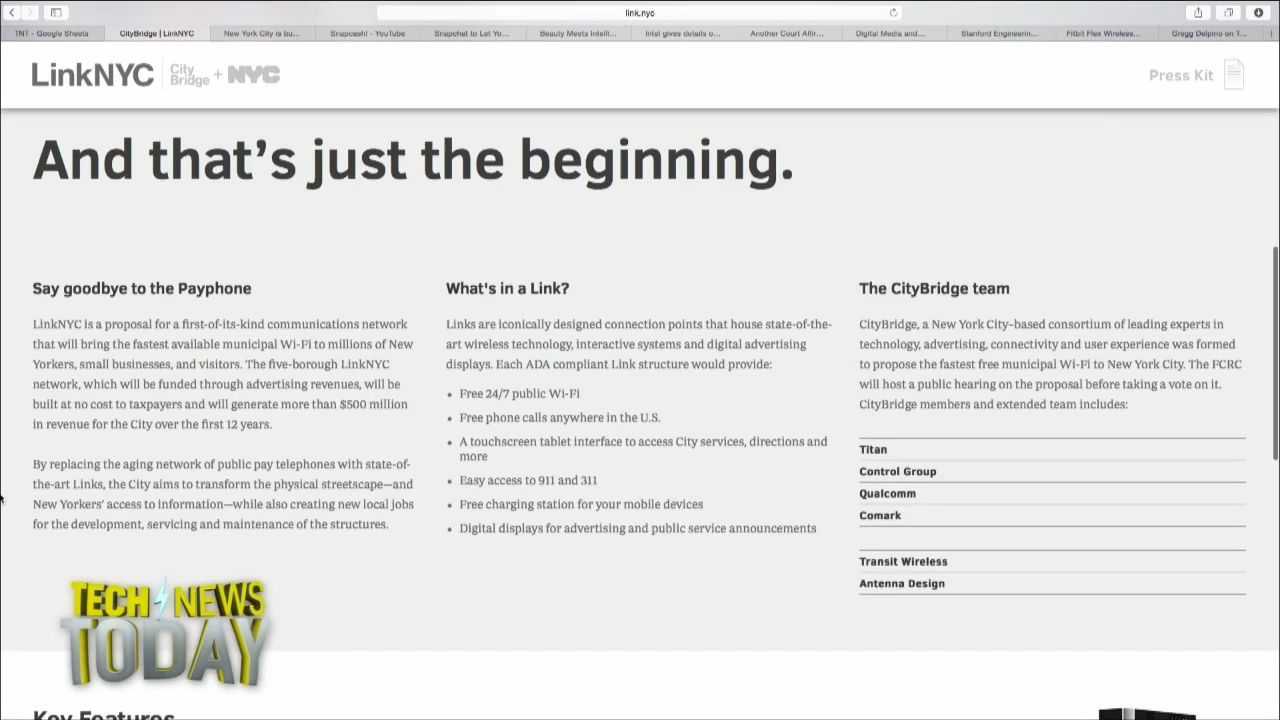 link.nyc
TNT - Google Sheets
CityBridge | LinkNYC
New York City is bu...
Snapcash! - YouTube
Snapchat to Let Yo...
Beauty Meets Intelli...
Intel gives details o...
Another Court Affir...
Digital Media and...
Stanford Engineerin...
Fitbit Flex Wireless...
Gregg Delpino on T...
LinkNYC
City
Bridge + NYC
Press Kit
And that's just the beginning.
Say goodbye to the Payphone
LinkNYC is a proposal for a first-of-its-kind communications network
that will bring the fastest available municipal Wi-Fi to millions of New
Yorkers, small businesses, and visitors. The five-borough LinkNYC
network, which will be funded through advertising revenues, will be
built at no cost to taxpayers and will generate more than $500 million
in revenue for the City over the first 12 years.
By replacing the aging network of public pay telephones with state-of-
the-art Links, the City aims to transform the physical streetscape—and
New Yorkers' access to information—while also creating new local jobs
for the development, servicing and maintenance of the structures.
What's in a Link?
Links are iconically designed connection points that house state-of-the-
art wireless technology, interactive systems and digital advertising
displays. Each ADA compliant Link structure would provide:
• Free 24/7 public Wi-Fi
• Free phone calls anywhere in the U.S.
• A touchscreen tablet interface to access City services, directions and
more
• Easy access to 911 and 311
• Free charging station for your mobile devices
• Digital displays for advertising and public service announcements
The CityBridge team
CityBridge, a New York City–based consortium of leading experts in
technology, advertising, connectivity and user experience was formed
to propose the fastest free municipal Wi-Fi to New York City. The FCRC
will host a public hearing on the proposal before taking a vote on it.
CityBridge members and extended team includes:
Titan
Control Group
Qualcomm
Comark
Transit Wireless
Antenna Design
TECH NEWS
TODAY
Key Features